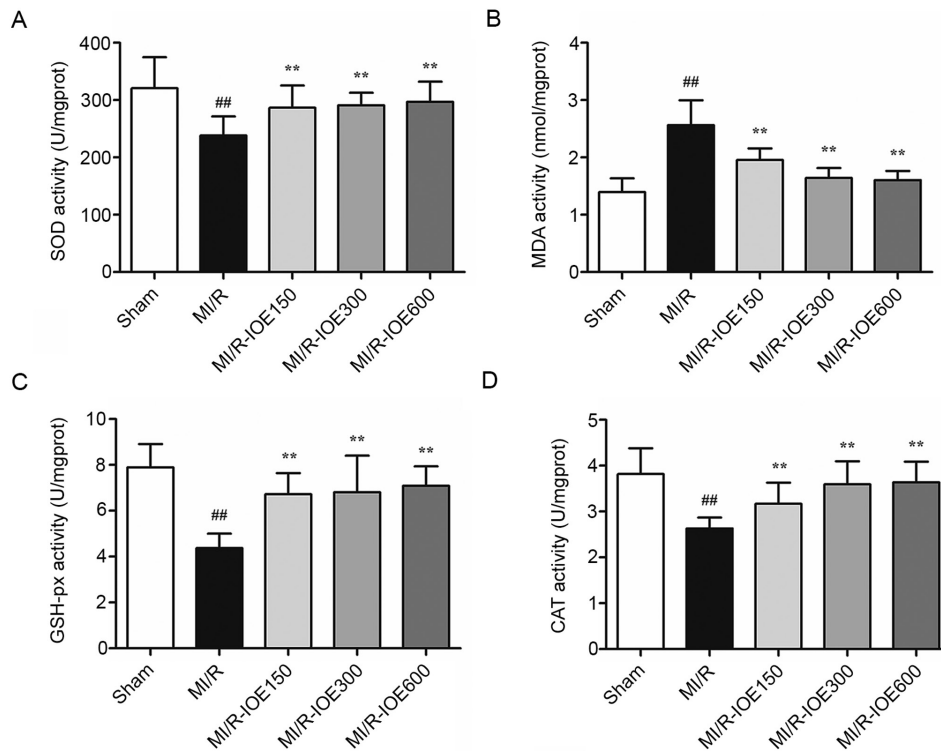 A
SOD activity (U/mgprot)
400
300
200
100
0
##
**
**
**
Sham
MI/R
MI/R-IOE150
MI/R-IOE300
MI/R-IOE600
B
MDA activity (nmol/mgprot)
4
3
2
1
0
##
**
**
**
Sham
MI/R
MI/R-IOE150
MI/R-IOE300
MI/R-IOE600
C
GSH-px activity (U/mgprot)
10
8
6
4
2
0
##
**
**
**
Sham
MI/R
MI/R-IOE150
MI/R-IOE300
MI/R-IOE600
D
CAT activity (U/mgprot)
5
4
3
2
1
0
##
**
**
**
Sham
MI/R
MI/R-IOE150
MI/R-IOE300
MI/R-IOE600